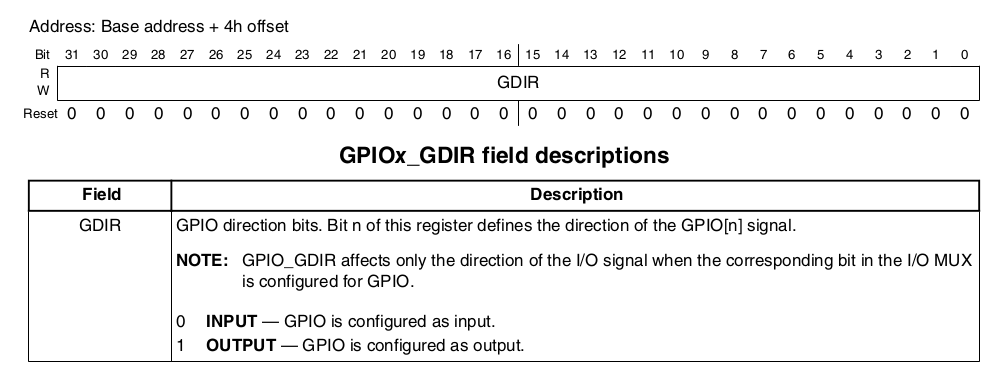 Address: Base address + 4h offset
Bit 31 30 29 28 27 26 25 24 23 22 21 20 19 18 17 16 15 14 13 12 11 10 9 8 7 6 5 4 3 2 1 0
R
GDIR
W
Reset 0 0 0 0 0 0 0 0 0 0 0 0 0 0 0 0 0 0 0 0 0 0 0 0 0 0 0 0 0 0 0 0
GPIOx_GDIR field descriptions
Field Description
GDIR GPIO direction bits. Bit n of this register defines the direction of the GPIO[n] signal.
NOTE: GPIO_GDIR affects only the direction of the I/O signal when the corresponding bit in the I/O MUX
is configured for GPIO.
0 INPUT — GPIO is configured as input.
1 OUTPUT — GPIO is configured as output.